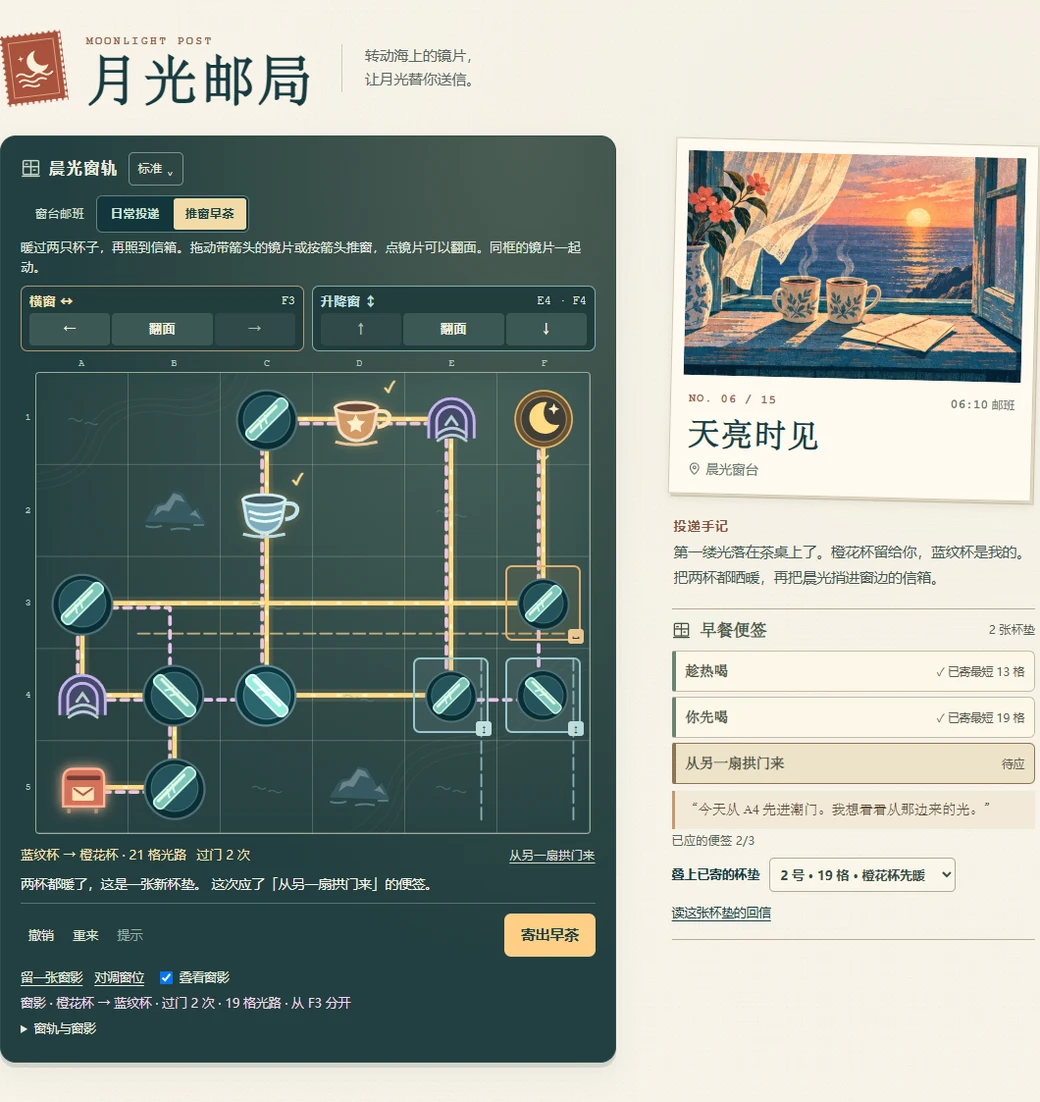 MOONLIGHT POST
月光邮局
转动海上的镜片，
让月光替你送信。
晨光窗轨 标准
窗台邮班 日常投递 推窗早茶
暖过两只杯子，再照到信箱。拖动带箭头的镜片或按箭头推窗，点镜片可以翻面。同框的镜片一起
动。
横窗 ↔ F3
← 翻面 →
升降窗 ↕ E4 · F4
↑ 翻面 ↓
A B C D E F
1
2
3
4
5
蓝纹杯 → 橙花杯 · 21 格光路 过门 2 次 从另一扇拱门来
两杯都暖了，这是一张新杯垫。 这次应了「从另一扇拱门来」的便签。
撤销 重来 提示 寄出早茶
留一张窗影 对调窗位 叠看窗影
窗影 · 橙花杯 → 蓝纹杯 · 过门 2 次 · 19 格光路 · 从 F3 分开
▶ 窗轨与窗影
NO. 06 / 15 06:10 邮班
天亮时见
晨光窗台
投递手记
第一缕光落在茶桌上了。橙花杯留给你，蓝纹杯是我的。
把两杯都晒暖，再把晨光捎进窗边的信箱。
早餐便签 2 张杯垫
趁热喝 ✓ 已寄最短 13 格
你先喝 ✓ 已寄最短 19 格
从另一扇拱门来 待应
“今天从 A4 先进潮门。我想看看从那边来的光。”
已应的便签 2/3
叠上已寄的杯垫 2 号 • 19 格 • 橙花杯先暖
读这张杯垫的回信